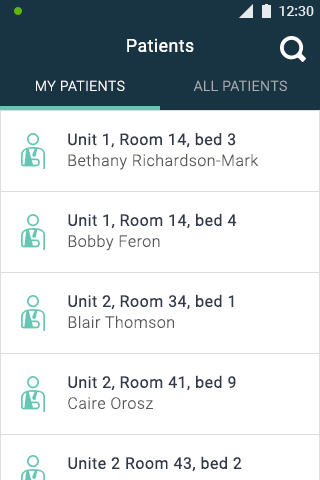 12:30
Patients
MY PATIENTS ALL PATIENTS
Unit 1, Room 14, bed 3
Bethany Richardson-Mark
Unit 1, Room 14, bed 4
Bobby Feron
Unit 2, Room 34, bed 1
Blair Thomson
Unit 2, Room 41, bed 9
Caire Orosz
Unite 2 Room 43, bed 2